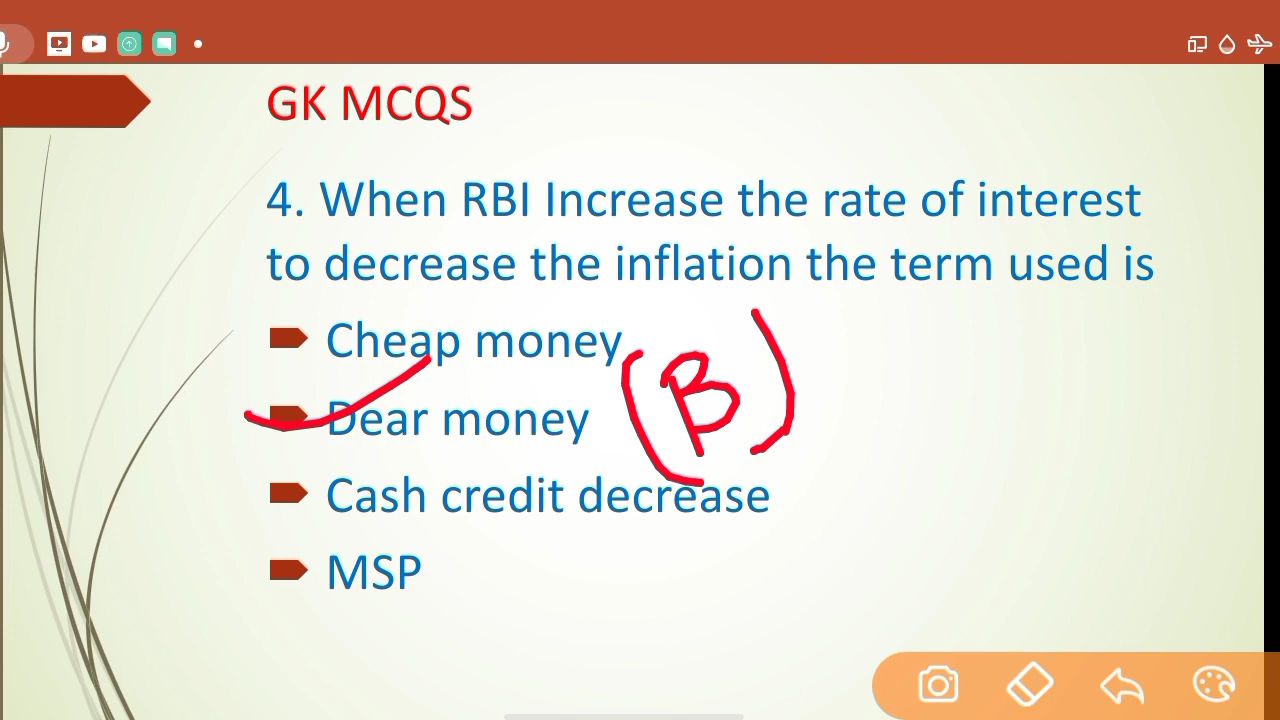 GK MCQS
4. When RBI Increase the rate of interest
to decrease the inflation the term used is
Cheap money
Dear money (B)
Cash credit decrease
MSP